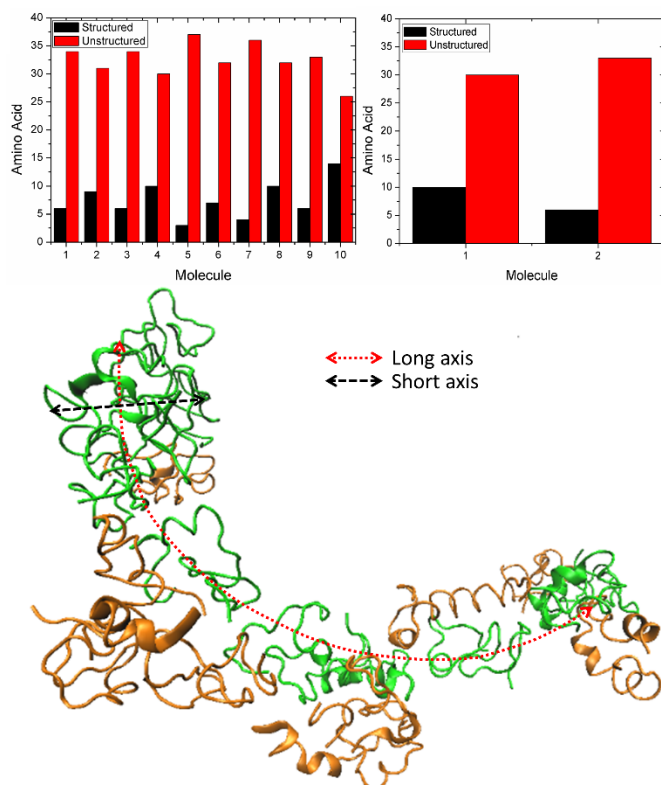 40
35
30
25
20
15
10
5
0
Amino Acid
Structured
Unstructured
1 2 3 4 5 6 7 8 9 10
Molecule
40
35
30
25
20
15
10
5
0
Amino Acid
Structured
Unstructured
1 2
Molecule
Long axis
Short axis